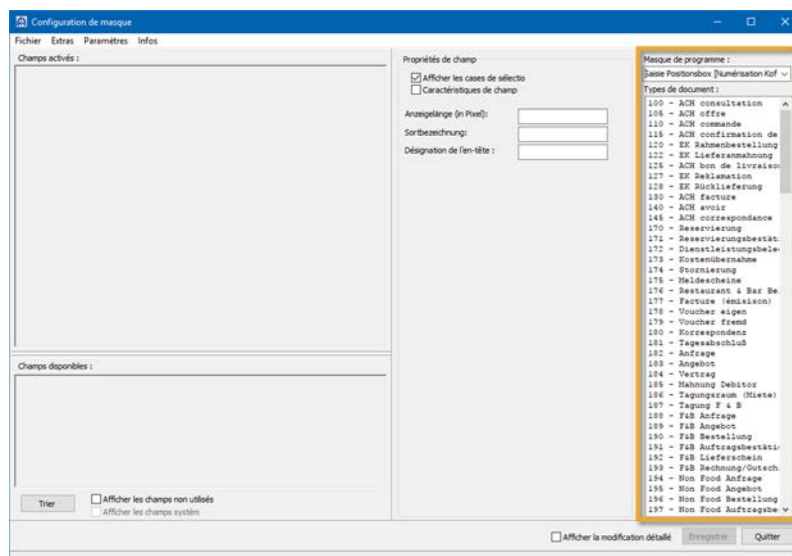 Configuration de masque
Fichier Extras Paramètres Infos
Champs activés :
Champs disponibles :
Trier
Afficher les champs non utilisés
Afficher les champs systém
Propriétés de champ
Afficher les cases de sélectio
Caractéristiques de champ
Anzeigelänge (in Pixel):
Sortbezeichnung:
Désignation de l'en-tête :
Masque de programme :
Saisie Positionsbox [Numérisation Kof
Types de document :
100 - ACH consultation
105 - ACH offre
110 - ACH commande
115 - ACH confirmation de
120 - EK Rahmenbestellung
122 - EK Lieferanmahnung
125 - ACH bon de livraison
127 - EK Reklamation
128 - EK Rücklieferung
130 - ACH facture
140 - ACH avoir
145 - ACH correspondance
170 - Reservierung
171 - Reservierungsbestät
172 - Dienstleistungsbele
173 - Kostenübernahme
174 - Stornierung
175 - Meldescheine
176 - Restaurant & Bar Be
177 - Facture (émisison)
178 - Voucher eigen
179 - Voucher fremd
180 - Korrespondenz
181 - Tagesabschluß
182 - Anfrage
183 - Angebot
184 - Vertrag
185 - Mahnung Debitor
186 - Tagungsraum (Miete)
187 - Tagung F & B
188 - F&B Anfrage
189 - F&B Angebot
190 - F&B Bestellung
191 - F&B Auftragsbestäti
192 - F&B Lieferschein
193 - F&B Rechnung/Gutsch
194 - Non Food Anfrage
195 - Non Food Angebot
196 - Non Food Bestellung
197 - Non Food Auftragsbe
Afficher la modification détaillé
Enregistrer
Quitter